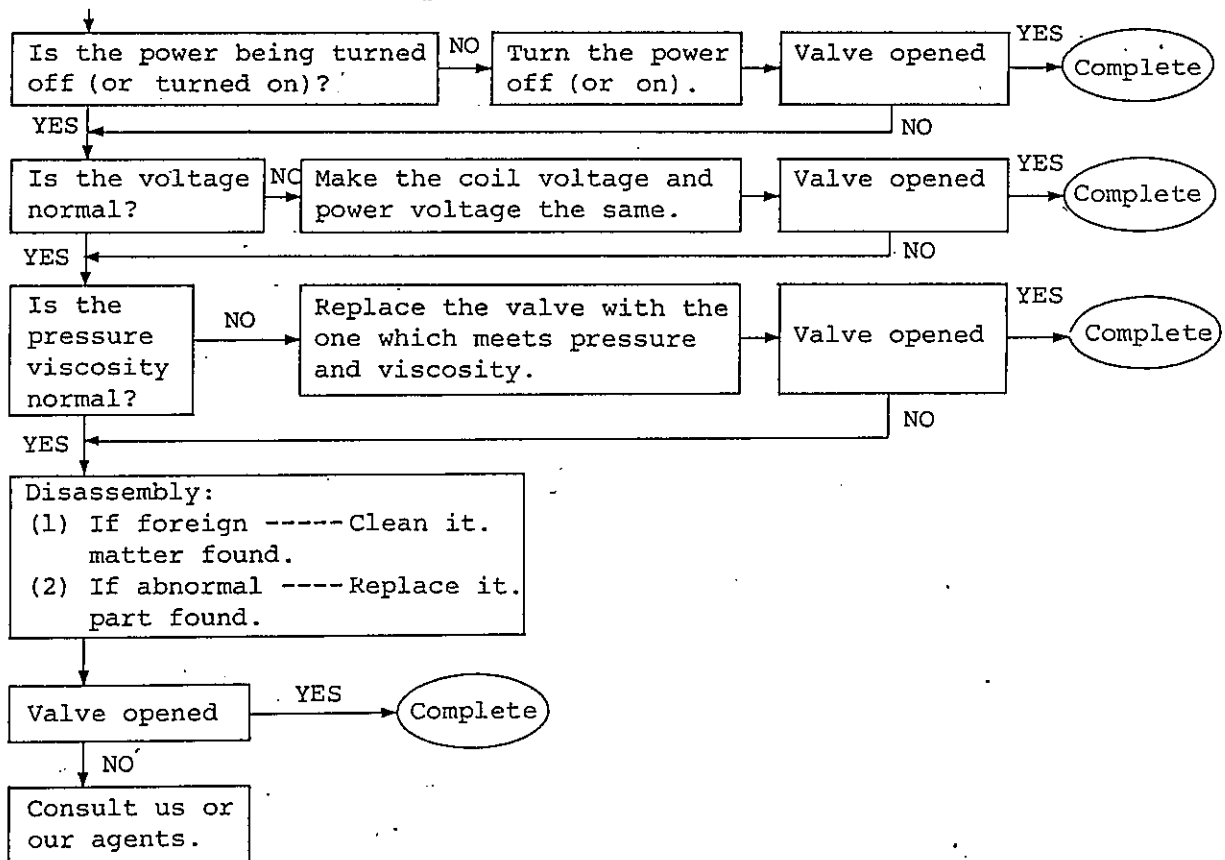 Is the power being turned
off (or turned on)?
NO
Turn the power
off (or on).
Valve opened
YES
Complete
YES
NO
Is the voltage
normal?
NO
Make the coil voltage and
power voltage the same.
Valve opened
YES
Complete
YES
NO
Is the
pressure
viscosity
normal?
NO
Replace the valve with the
one which meets pressure
and viscosity.
Valve opened
YES
Complete
YES
NO
Disassembly:
(1) If foreign -----Clean it.
matter found.
(2) If abnormal ----Replace it.
part found.
Valve opened
YES
Complete
NO
Consult us or
our agents.